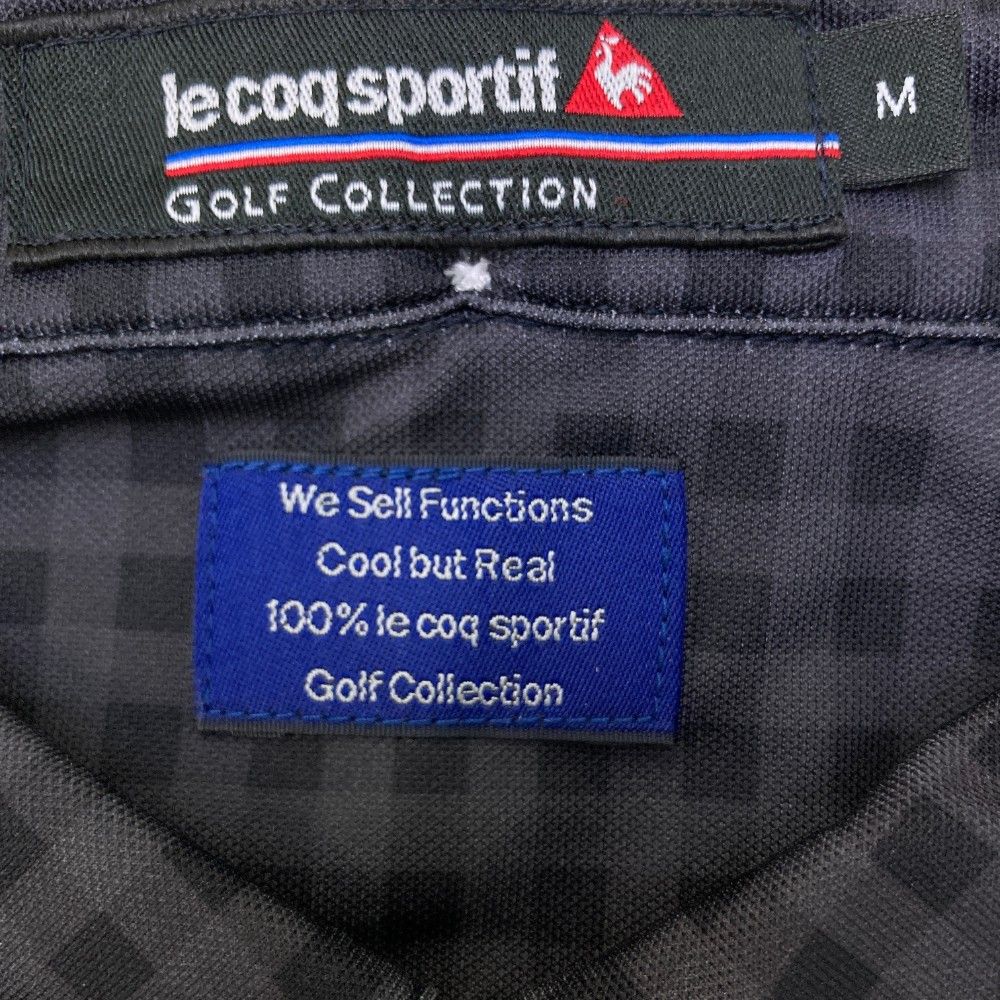 le coq sportif
M
GOLF COLLECTION
We Sell Functions
Cool but Real
100% le coq sportif
Golf Collection